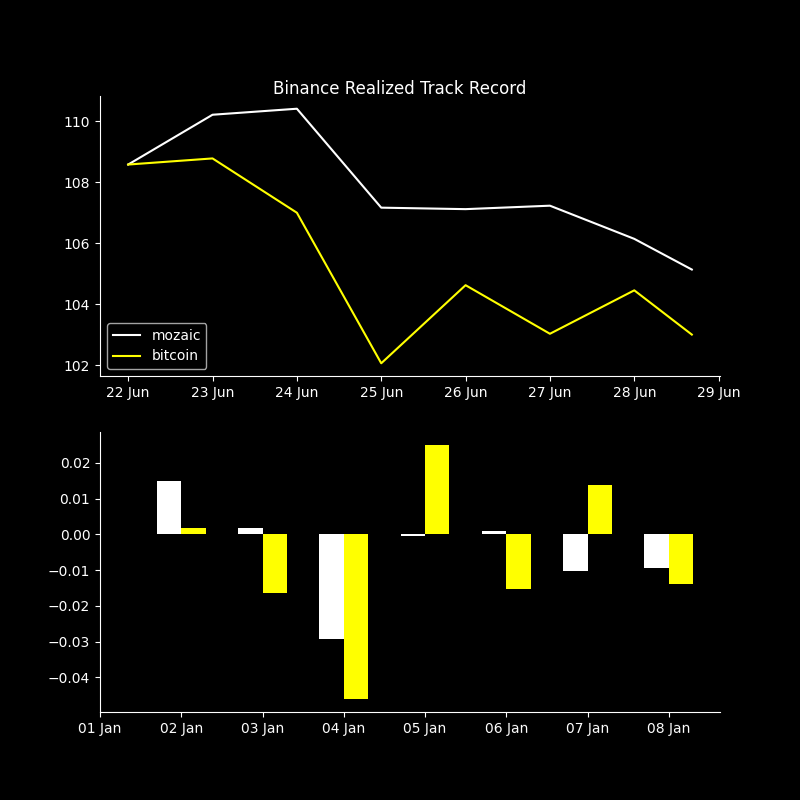 Binance Realized Track Record
110
108
106
104
102
mozaic
bitcoin
22 Jun 23 Jun 24 Jun 25 Jun 26 Jun 27 Jun 28 Jun 29 Jun
0.02
0.01
0.00
−0.01
−0.02
−0.03
−0.04
01 Jan 02 Jan 03 Jan 04 Jan 05 Jan 06 Jan 07 Jan 08 Jan